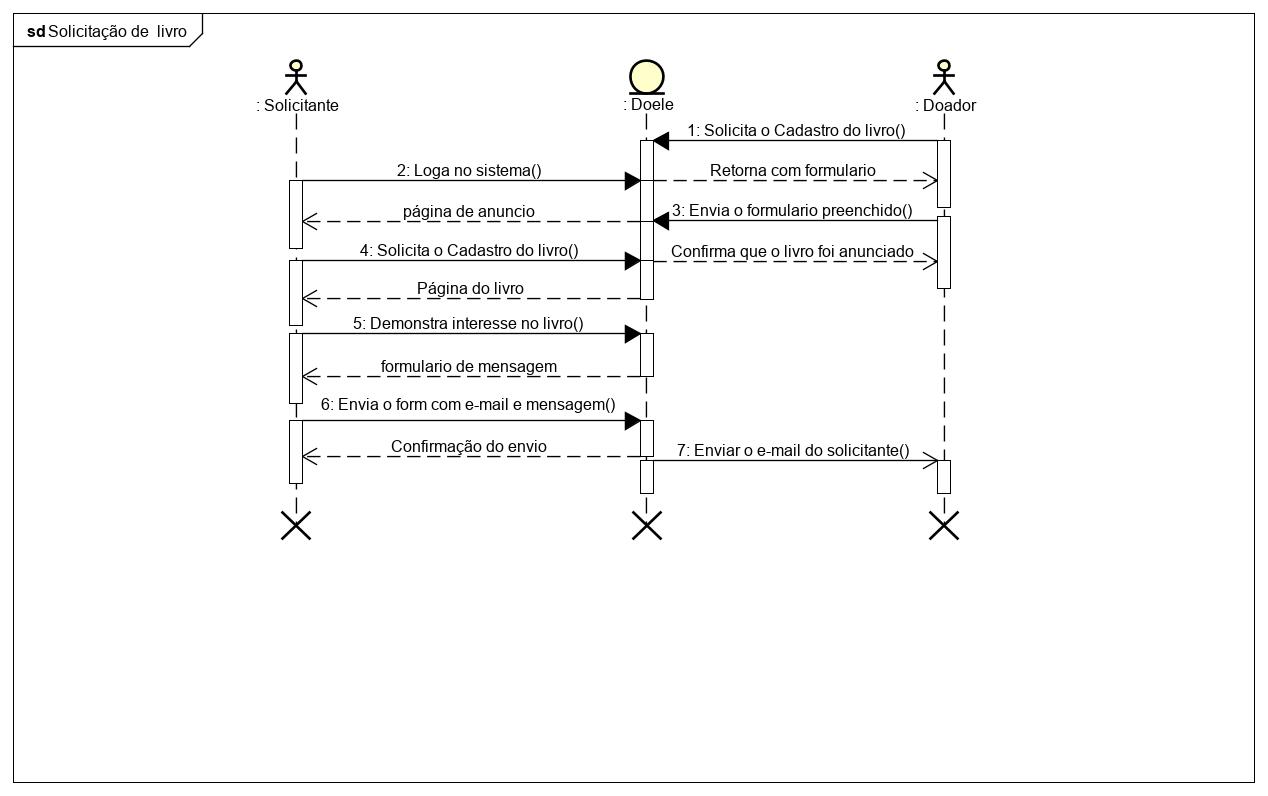 sd Solicitação de  livro
: Solicitante
: Doele
: Doador
1: Solicita o Cadastro do livro()
2: Loga no sistema()
Retorna com formulario
página de anuncio
3: Envia o formulario preenchido()
4: Solicita o Cadastro do livro()
Confirma que o livro foi anunciado
Página do livro
5: Demonstra interesse no livro()
formulario de mensagem
6: Envia o form com e-mail e mensagem()
Confirmação do envio
7: Enviar o e-mail do solicitante()